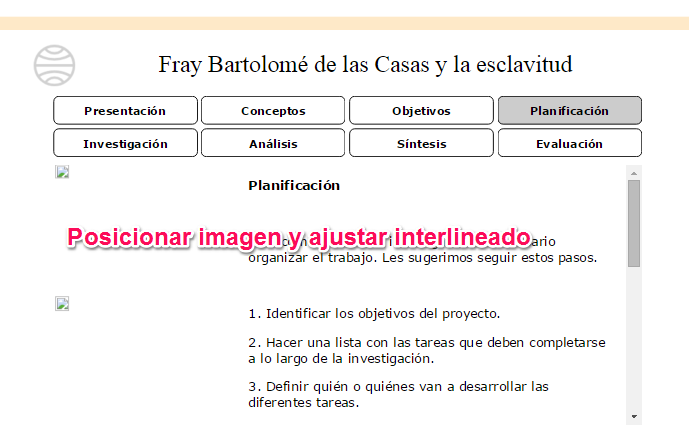 Fray Bartolomé de las Casas y la esclavitud
Presentación
Conceptos
Objetivos
Planificación
Investigación
Análisis
Síntesis
Evaluación
Planificación
Posicionar imagen y ajustar interlineado
organizar el trabajo. Les sugerimos seguir estos pasos.
1. Identificar los objetivos del proyecto.
2. Hacer una lista con las tareas que deben completarse
a lo largo de la investigación.
3. Definir quién o quiénes van a desarrollar las
diferentes tareas.